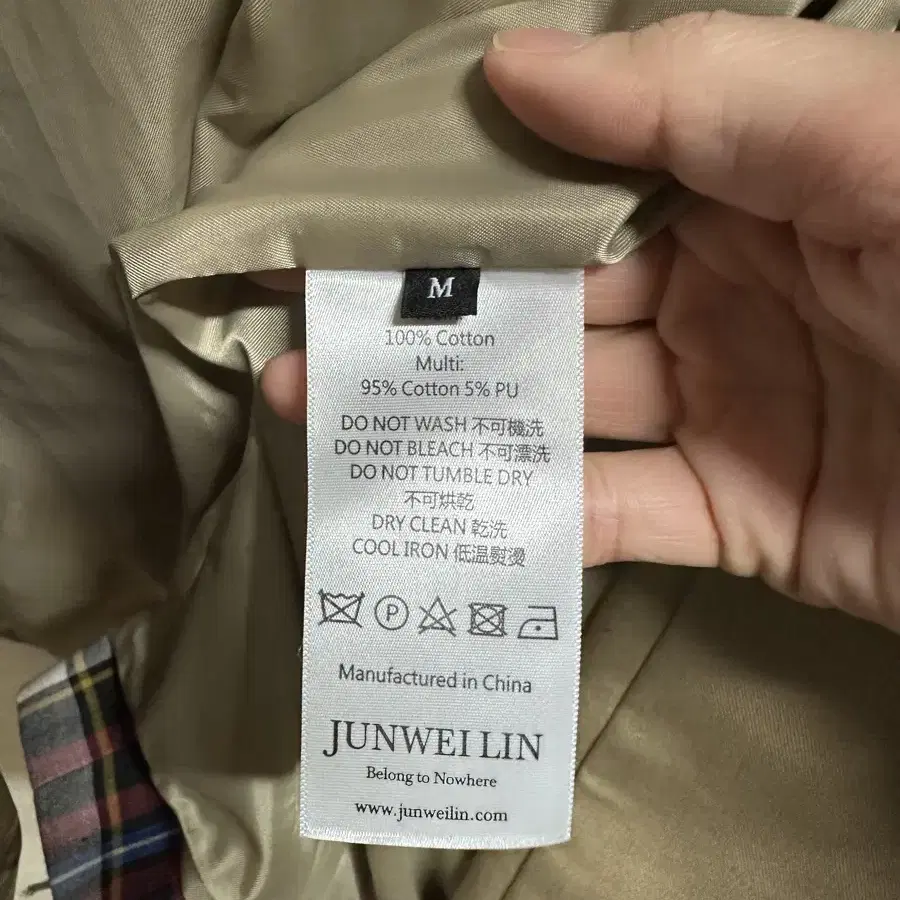 M
100% Cotton
Multi:
95% Cotton 5% PU
DO NOT WASH 不可機洗
DO NOT BLEACH 不可漂洗
DO NOT TUMBLE DRY
不可烘乾
DRY CLEAN 乾洗
COOL IRON 低温熨燙
P
Manufactured in China
JUNWEI LIN
Belong to Nowhere
www.junweilin.com